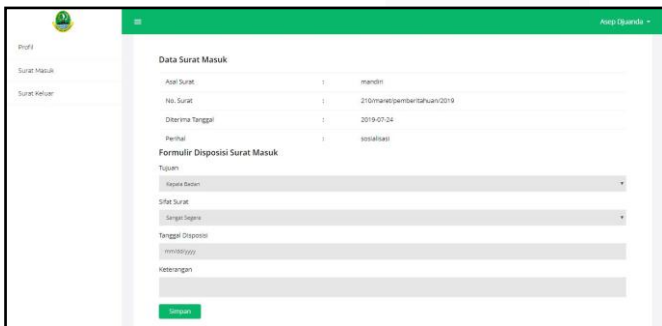 Asep Djuanda
Profil
Surat Masuk
Surat Keluar
Data Surat Masuk
Asal Surat : mandiri
No. Surat : 210/maret/pemberitahuan/2019
Diterima Tanggal : 2019-07-24
Perihal : sosialisasi
Formulir Disposisi Surat Masuk
Tujuan
Kepala Badan
Sifat Surat
Sangat Segera
Tanggal Disposisi
mm/dd/yyyy
Keterangan
Simpan